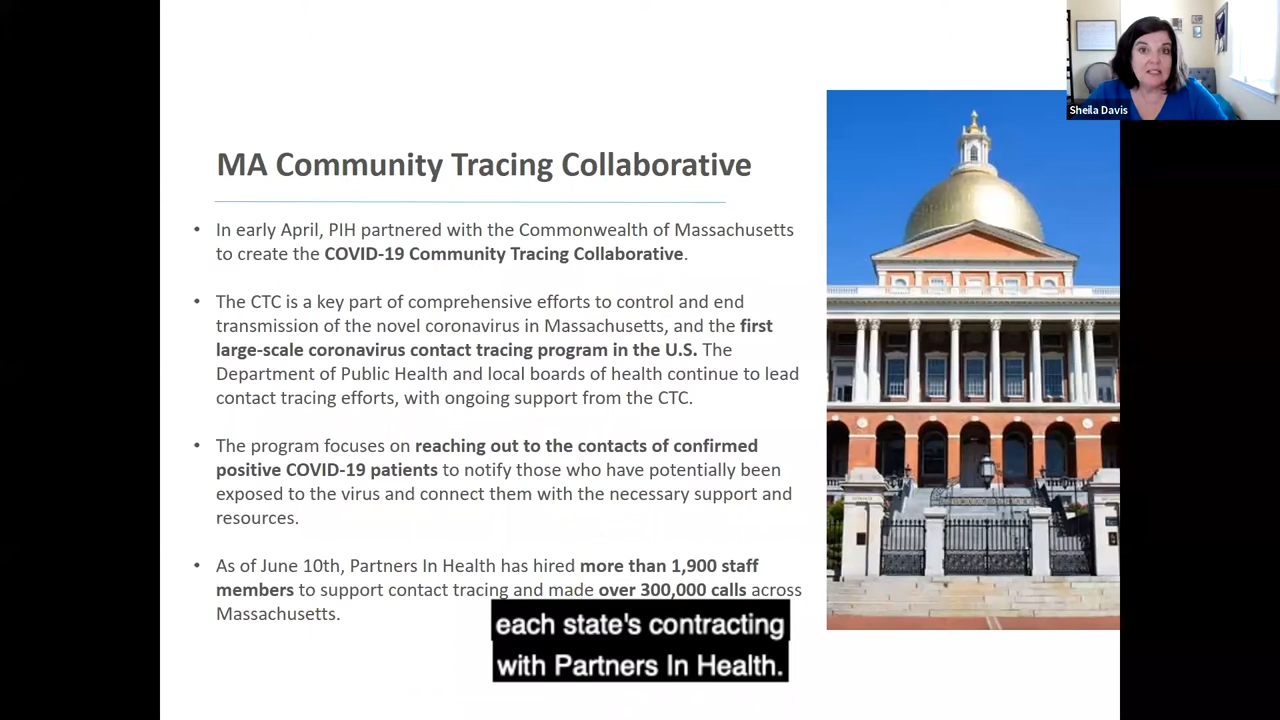 Sheila Davis
MA Community Tracing Collaborative
• In early April, PIH partnered with the Commonwealth of Massachusetts
to create the COVID-19 Community Tracing Collaborative.
• The CTC is a key part of comprehensive efforts to control and end
transmission of the novel coronavirus in Massachusetts, and the first
large-scale coronavirus contact tracing program in the U.S. The
Department of Public Health and local boards of health continue to lead
contact tracing efforts, with ongoing support from the CTC.
• The program focuses on reaching out to the contacts of confirmed
positive COVID-19 patients to notify those who have potentially been
exposed to the virus and connect them with the necessary support and
resources.
• As of June 10th, Partners In Health has hired more than 1,900 staff
members to support contact tracing and made over 300,000 calls across
Massachusetts.
each state's contracting
with Partners In Health.